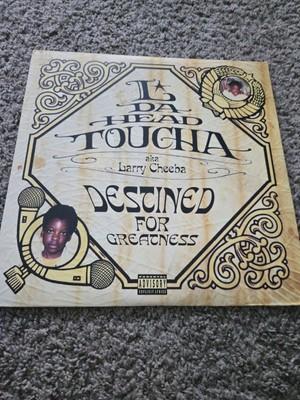 L
DA
HEAD
TOUCHA
aka
Larry Cheeba
DESTINED
FOR
GREATNESS
PARENTAL
ADVISORY
EXPLICIT LYRICS